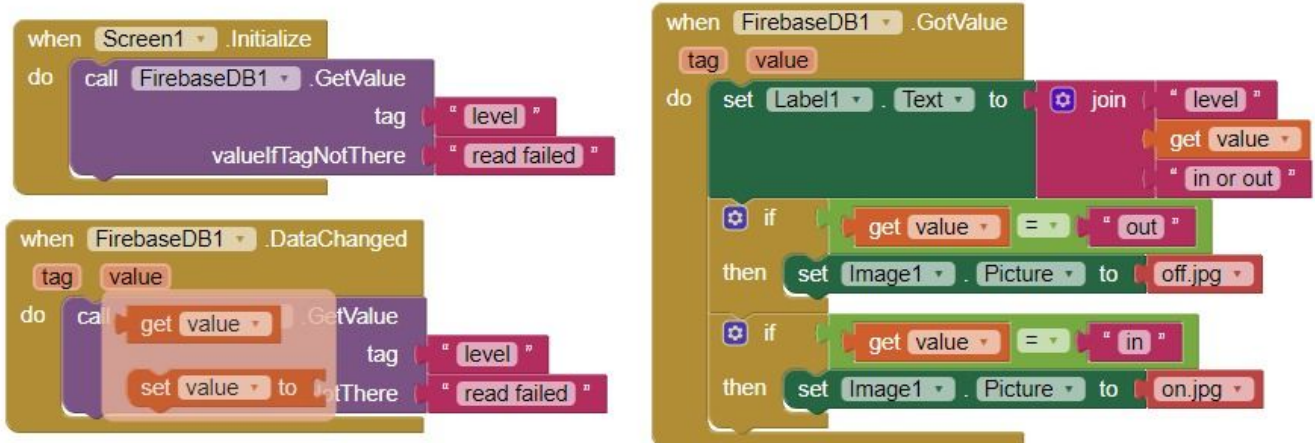 when Screen1 .Initialize
do call FirebaseDB1 .GetValue
tag " level "
valueIfTagNotThere " read failed "
when FirebaseDB1 .DataChanged
tag value
do call .GetValue
get value
tag " level "
set value to
" read failed "
when FirebaseDB1 .GotValue
tag value
do set Label1 . Text to join " level "
get value
" in or out "
if get value = " out "
then set Image1 . Picture to off.jpg
if get value = " in "
then set Image1 . Picture to on.jpg